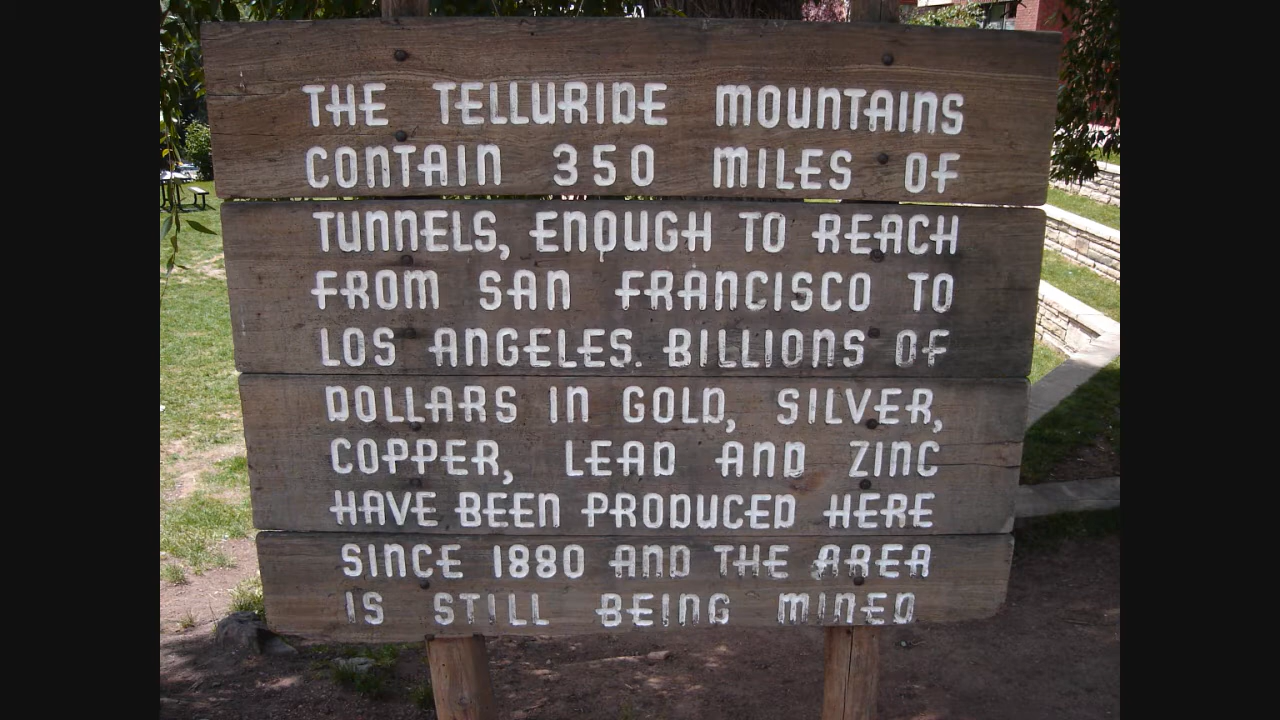 THE TELLURIDE MOUNTAINS
CONTAIN 350 MILES OF
TUNNELS, ENOUGH TO REACH
FROM SAN FRANCISCO TO
LOS ANGELES. BILLIONS OF
DOLLARS IN GOLD, SILVER,
COPPER, LEAD AND ZINC
HAVE BEEN PRODUCED HERE
SINCE 1880 AND THE AREA
IS STILL BEING MINED